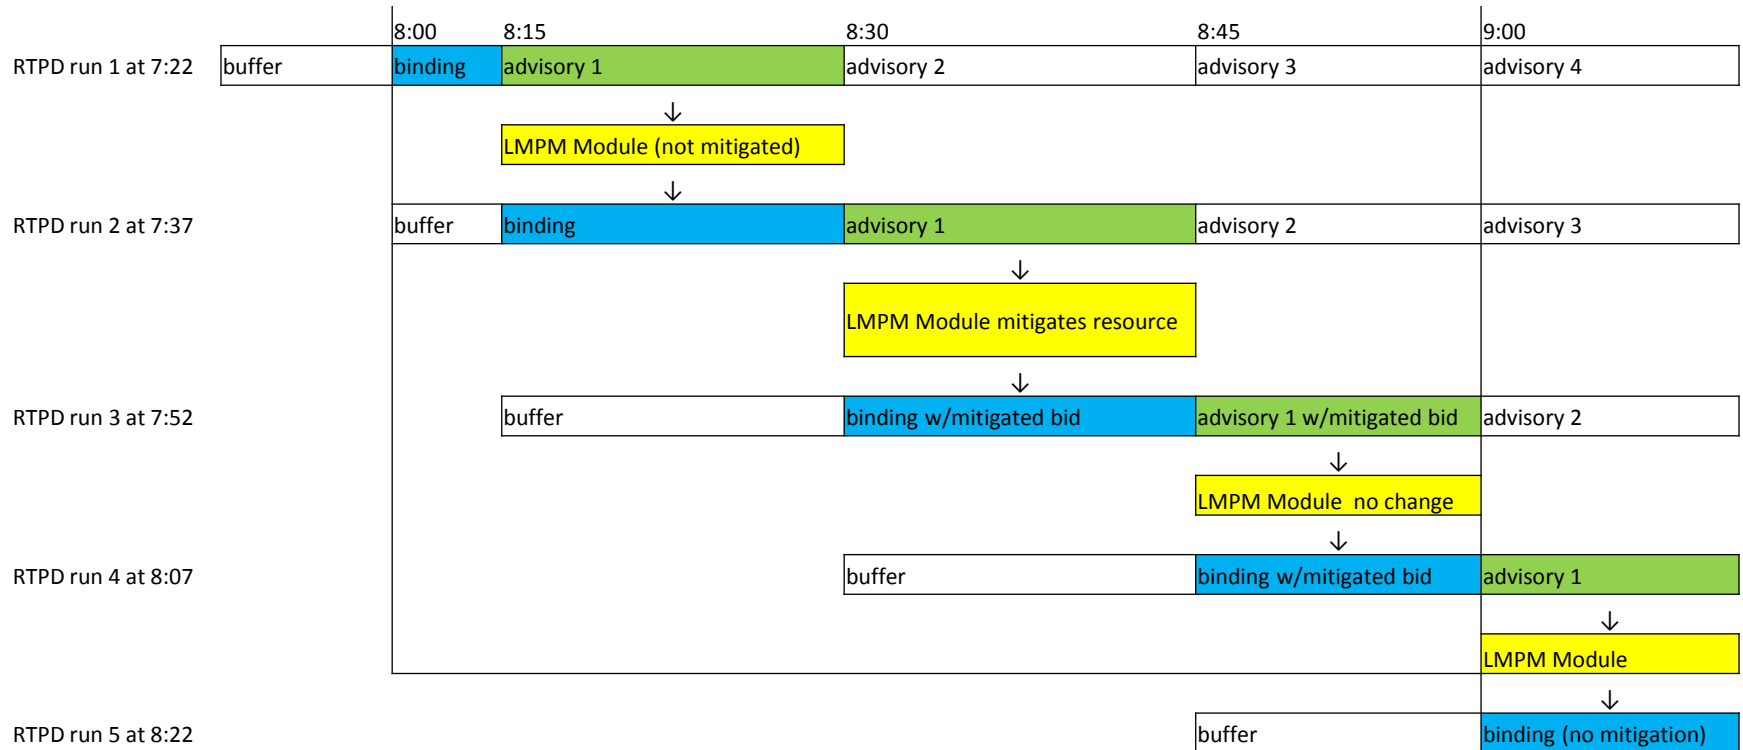 8:00 8:15 8:30 8:45 9:00
RTPD run 1 at 7:22 buffer binding advisory 1 advisory 2 advisory 3 advisory 4
LMPM Module (not mitigated)
RTPD run 2 at 7:37 buffer binding advisory 1 advisory 2 advisory 3
LMPM Module mitigates resource
RTPD run 3 at 7:52 buffer binding w/mitigated bid advisory 1 w/mitigated bid advisory 2
LMPM Module  no change
RTPD run 4 at 8:07 buffer binding w/mitigated bid advisory 1
LMPM Module
RTPD run 5 at 8:22 buffer binding (no mitigation)